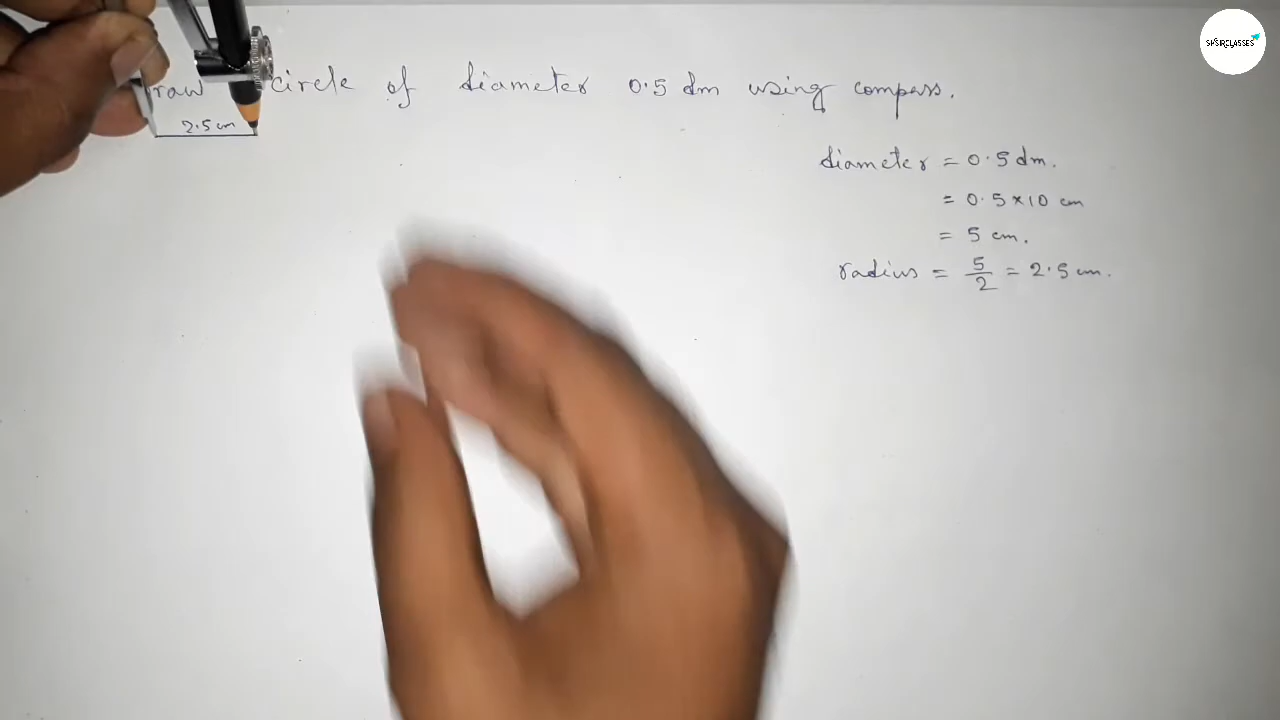 raw circle of diameter 0.5 dm using compass.
2.5 cm
diameter = 0.5 dm.
= 0.5 × 10 cm
= 5 cm.
radius = 5/2 = 2.5 cm.
SHSIRCLASSES